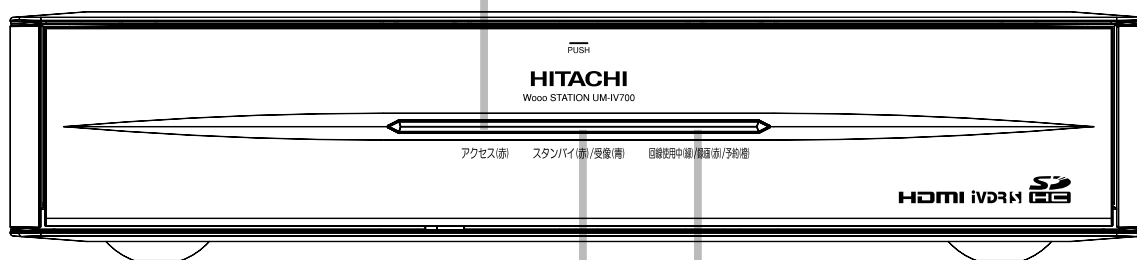 PUSH
HITACHI
Wooo STATION UM-IV700
アクセス(赤) スタンバイ(赤)/受像(青) 回線使用中(緑)/録画(赤)/予約(橙)
HDMI iVDR S SD HC